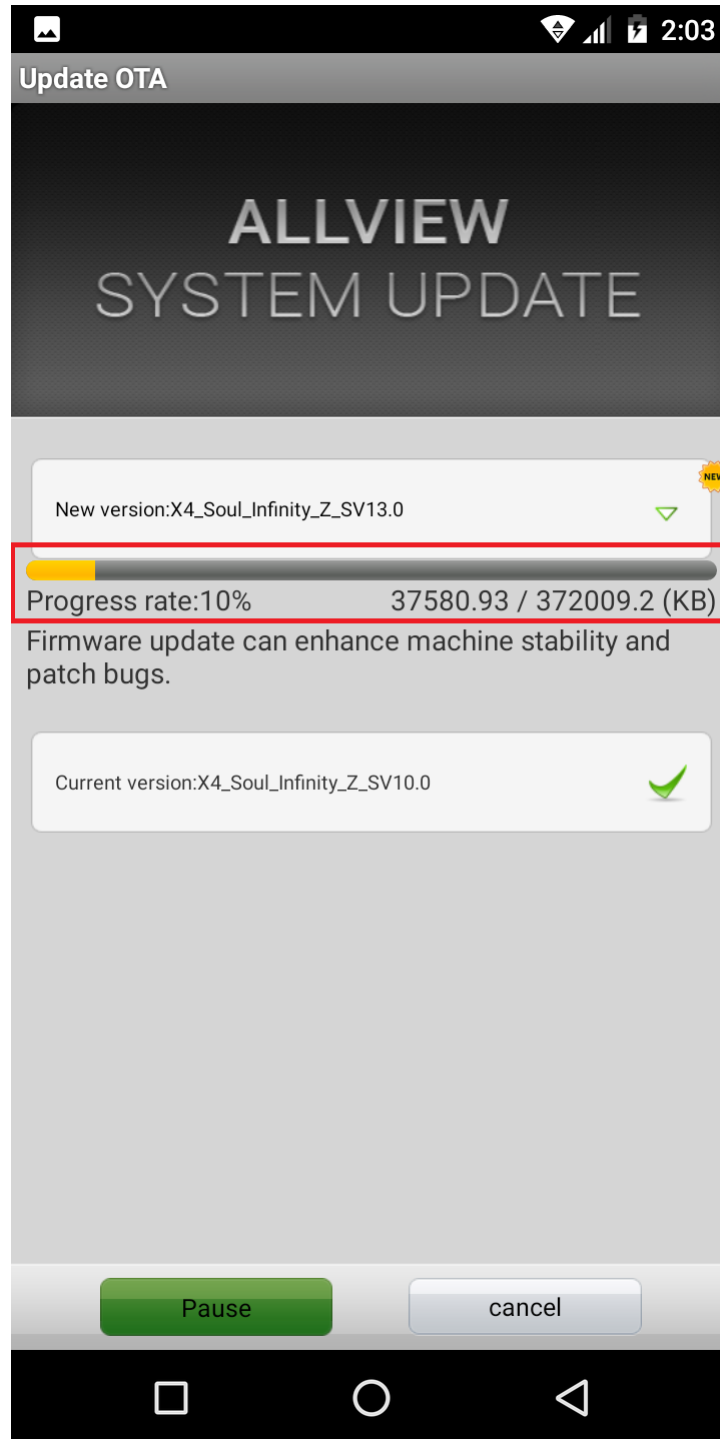 2:03
Update OTA
ALLVIEW
SYSTEM UPDATE
NEW
New version:X4_Soul_Infinity_Z_SV13.0
Progress rate:10% 37580.93 / 372009.2 (KB)
Firmware update can enhance machine stability and
patch bugs.
Current version:X4_Soul_Infinity_Z_SV10.0
Pause cancel